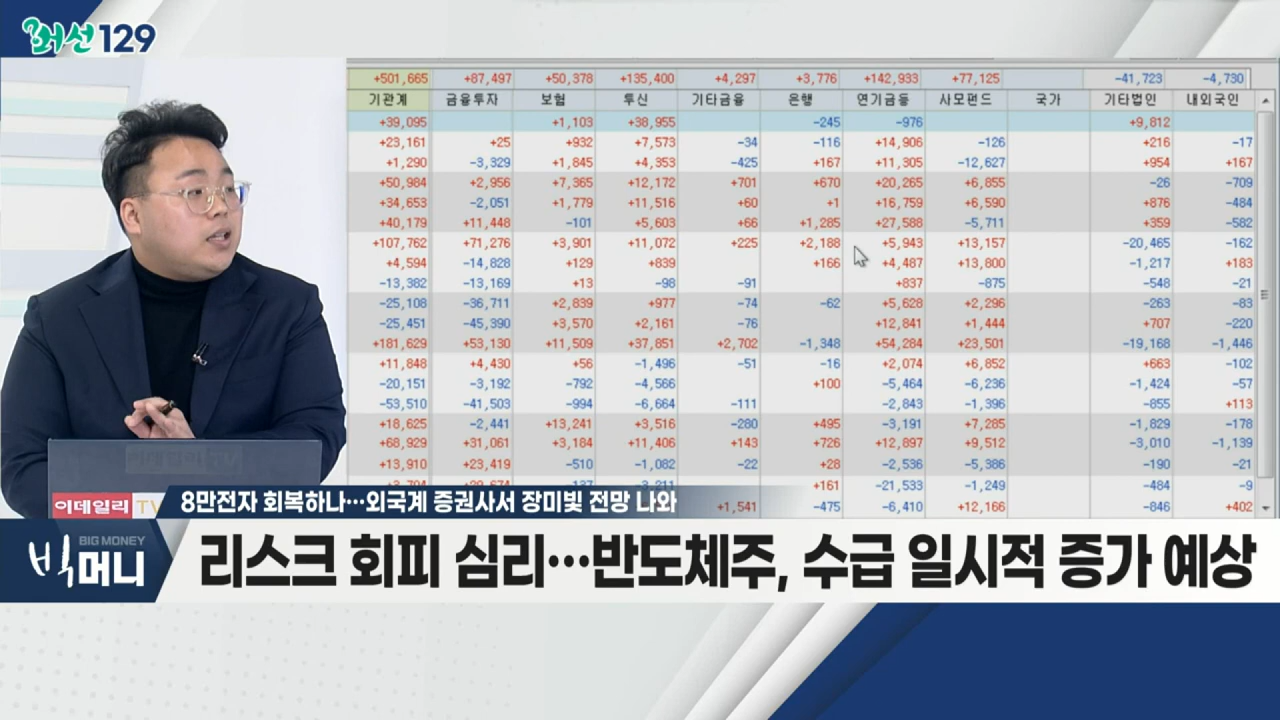 머선129
+501,665 +87,497 +50,378 +135,400 +4,297 +3,776 +142,933 +77,125 -41,723 -4,730
기관계 금융투자 보험 투신 기타금융 은행 연기금등 사모펀드 국가 기타법인 내외국인
+39,095 +1,103 +38,955 -245 -976 +9,812
+23,161 +25 +932 +7,573 -34 -116 +14,906 -126 +216 -17
+1,290 -3,329 +1,845 +4,353 -425 +167 +11,305 -12,627 +954 +167
+50,984 +2,956 +7,365 +12,172 +701 +670 +20,265 +6,855 -26 -709
+34,653 -2,051 +1,779 +11,516 +60 +1 +16,759 +6,590 +876 -484
+40,179 +11,448 -101 +5,603 +66 +1,285 +27,588 -5,711 +359 -582
+107,762 +71,276 +3,901 +11,072 +225 +2,188 +5,943 +13,157 -20,465 -162
+4,594 -14,828 +129 +839 +166 +4,487 +13,800 -1,217 +183
-13,382 -13,169 +13 -98 -91 +837 -875 -548 -21
-25,108 -36,711 +2,839 +977 -74 -62 +5,628 +2,296 -263 -83
-25,451 -45,390 +3,570 +2,161 -76 +12,841 +1,444 +707 -220
+181,629 +53,130 +11,509 +37,851 +2,702 -1,348 +54,284 +23,501 -19,168 -1,446
+11,848 +4,430 +56 -1,496 -51 -16 +2,074 +6,852 +663 -102
-20,151 -3,192 -792 -4,566 +100 -5,464 -6,236 -1,424 -57
-53,510 -41,503 -994 -6,664 -111 -2,843 -1,396 -855 +113
+18,625 -2,441 +13,241 +3,516 -280 +495 -3,191 +7,285 -1,829 -178
+68,929 +31,061 +3,184 +11,406 +143 +726 +12,897 +9,512 -3,010 -1,139
+13,910 +23,419 -510 -1,082 -22 +28 -2,536 -5,386 -190 -21
+161 -21,533 -1,249 -484 -9
+1,541 -475 -6,410 +12,166 -846 +402
이데일리 TV
8만전자 회복하나…외국계 증권사서 장미빛 전망 나와
BIG MONEY
빅머니
리스크 회피 심리…반도체주, 수급 일시적 증가 예상